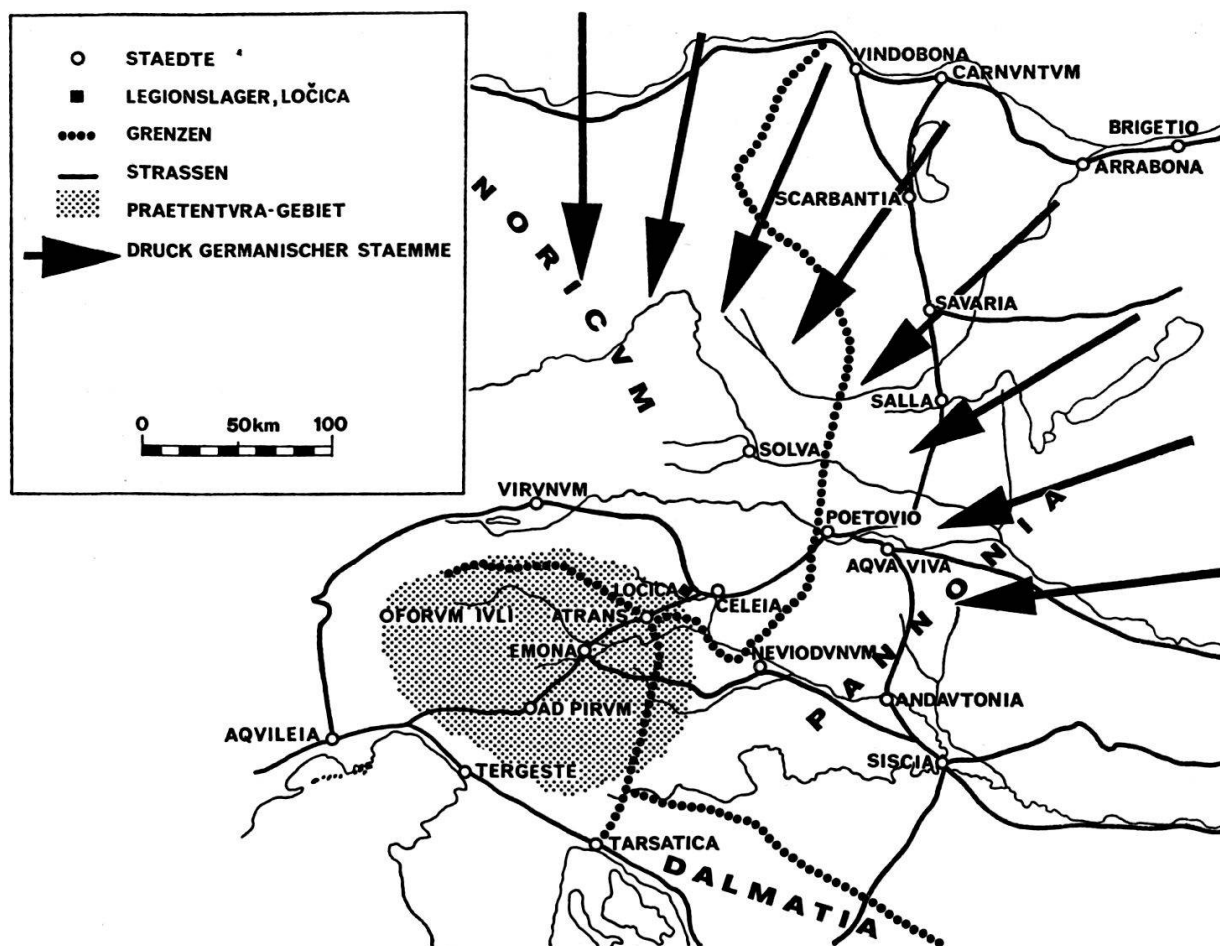 STAEDTE
LEGIONSLAGER, LOČICA
GRENZEN
STRASSEN
PRAETENTVRA-GEBIET
DRUCK GERMANISCHER STAEMME
0 50km 100
VINDOBONA
CARNVNTVM
BRIGETIO
ARRABONA
SCARBANTIA
NORICVM
SAVARIA
SALLA
SOLVA
VIRVNVM
POETOVIO
AQVA VIVA
PANNONIA
LOČICA
CELEIA
FORVM IVLI
ATRANS
EMONA
NEVIODVNVM
AD PIRVM
ANDAVTONIA
AQVILEIA
SISCIA
TERGESTE
TARSATICA
DALMATIA